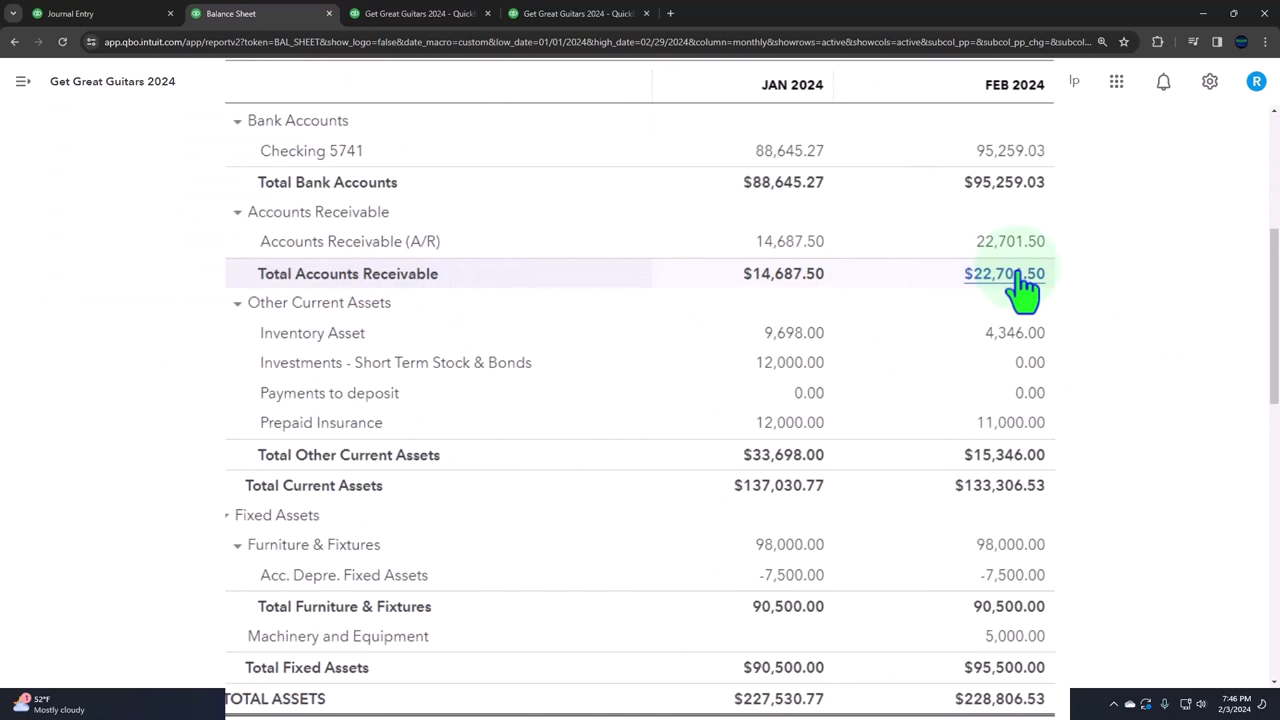 Journal Entry
Balance Sheet
Get Great Guitars 2024 - Quick
Get Great Guitars 2024 - Quick
qbo.intuit.com/app/reportv2?token=BAL_SHEET&logo=false&date_macro=custom&low_date=01/01/2024&high_date=02/29/2024&column=monthly&showrows=active&showcols=active&subcol_pp=&subcol_pp_chg=&subco...
Get Great Guitars 2024
lp
R
JAN 2024 FEB 2024
Bank Accounts
Checking 5741 88,645.27 95,259.03
Total Bank Accounts $88,645.27 $95,259.03
Accounts Receivable
Accounts Receivable (A/R) 14,687.50 22,701.50
Total Accounts Receivable $14,687.50 $22,701.50
Other Current Assets
Inventory Asset 9,698.00 4,346.00
Investments - Short Term Stock & Bonds 12,000.00 0.00
Payments to deposit 0.00 0.00
Prepaid Insurance 12,000.00 11,000.00
Total Other Current Assets $33,698.00 $15,346.00
Total Current Assets $137,030.77 $133,306.53
Fixed Assets
Furniture & Fixtures 98,000.00 98,000.00
Acc. Depre. Fixed Assets -7,500.00 -7,500.00
Total Furniture & Fixtures 90,500.00 90,500.00
Machinery and Equipment 5,000.00
Total Fixed Assets $90,500.00 $95,500.00
TOTAL ASSETS $227,530.77 $228,806.53
1
52°F
Mostly cloudy
7:46 PM
2/3/2024